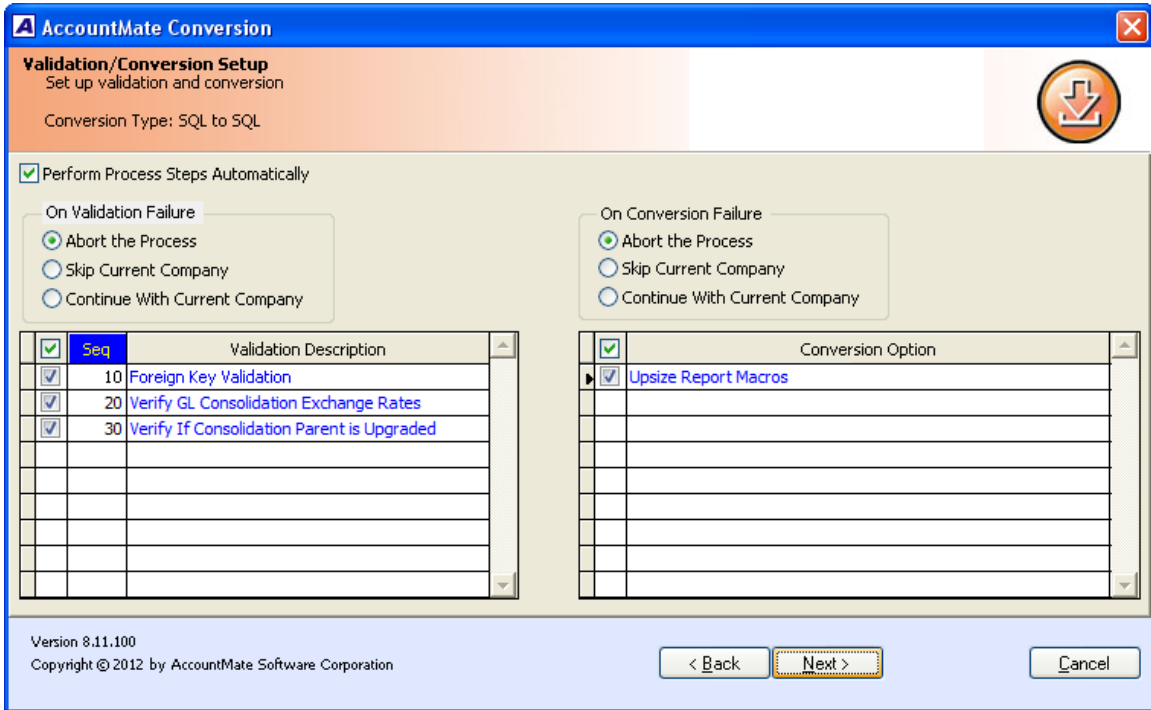 A AccountMate Conversion
Validation/Conversion Setup
Set up validation and conversion
Conversion Type: SQL to SQL
Perform Process Steps Automatically
On Validation Failure
Abort the Process
Skip Current Company
Continue With Current Company
On Conversion Failure
Abort the Process
Skip Current Company
Continue With Current Company
Seq Validation Description
10 Foreign Key Validation
20 Verify GL Consolidation Exchange Rates
30 Verify If Consolidation Parent is Upgraded
Conversion Option
Upsize Report Macros
Version 8.11.100
Copyright © 2012 by AccountMate Software Corporation
< Back Next > Cancel